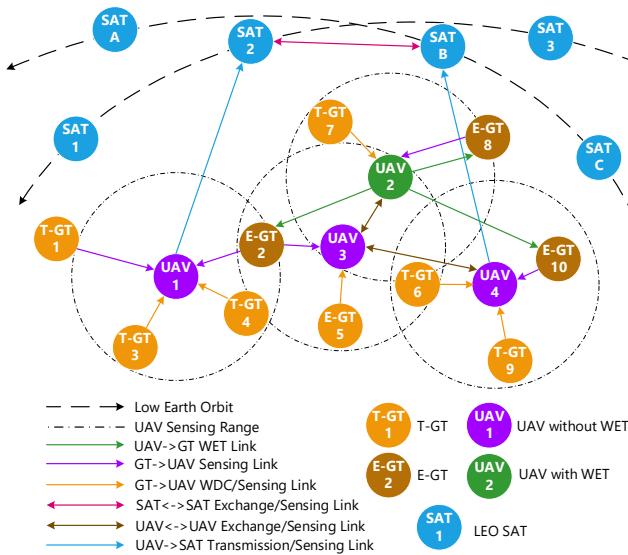 SAT
A
SAT
2
SAT
B
SAT
3
SAT
1
SAT
C
T-GT
7
E-GT
8
UAV
2
T-GT
1
E-GT
2
UAV
3
UAV
1
T-GT
6
UAV
4
E-GT
10
T-GT
3
T-GT
4
E-GT
5
T-GT
9
Low Earth Orbit
UAV Sensing Range
UAV->GT WET Link
GT->UAV Sensing Link
GT->UAV WDC/Sensing Link
SAT<->SAT Exchange/Sensing Link
UAV<->UAV Exchange/Sensing Link
UAV->SAT Transmission/Sensing Link
T-GT
1
T-GT
UAV
1
UAV without WET
E-GT
2
E-GT
UAV
2
UAV with WET
SAT
1
LEO SAT